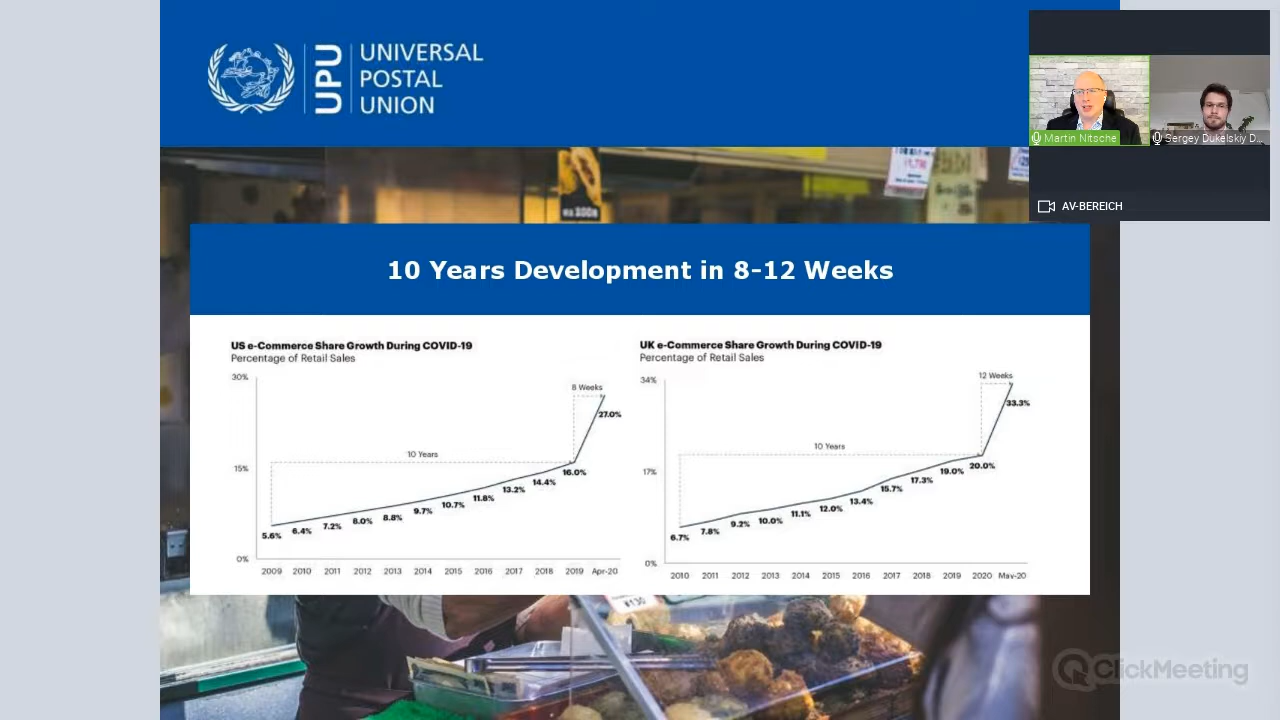 UPU
UNIVERSAL
POSTAL
UNION
Martin Nitsche
Sergey Dukelskiy D...
AV-BEREICH
10 Years Development in 8-12 Weeks
US e-Commerce Share Growth During COVID-19
Percentage of Retail Sales
30%
15%
0%
10 Years
8 Weeks
5.6%
6.4%
7.2%
8.0%
8.8%
9.7%
10.7%
11.8%
13.2%
14.4%
16.0%
27.0%
2009 2010 2011 2012 2013 2014 2015 2016 2017 2018 2019 Apr-20
UK e-Commerce Share Growth During COVID-19
Percentage of Retail Sales
34%
17%
0%
10 Years
12 Weeks
6.7%
7.8%
9.2%
10.0%
11.1%
12.0%
13.4%
15.7%
17.3%
19.0%
20.0%
33.3%
2010 2011 2012 2013 2014 2015 2016 2017 2018 2019 2020 May-20
¥130
ClickMeeting